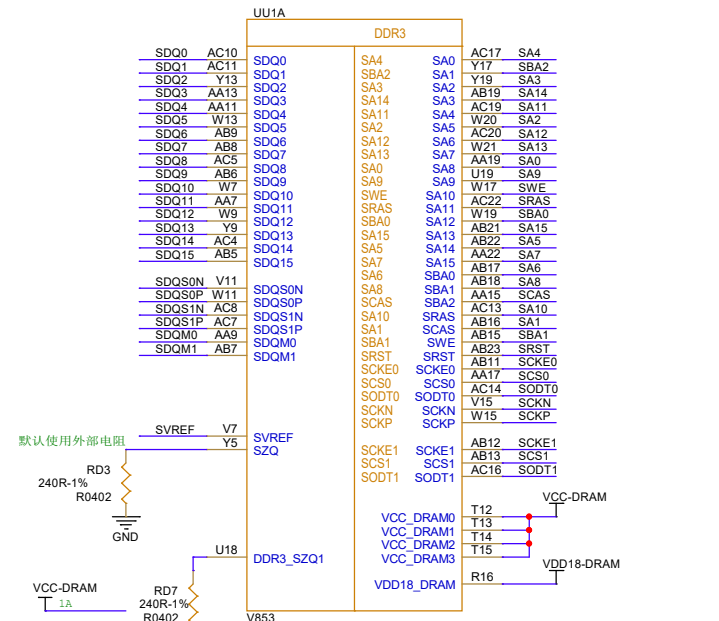 UU1A
DDR3
SDQ0 AC10 SDQ0 SA4 SA0 AC17 SA4
SDQ1 AC11 SDQ1 SBA2 SA1 Y17 SBA2
SDQ2 Y13 SDQ2 SA3 SA2 Y19 SA3
SDQ3 AA13 SDQ3 SA14 SA3 AB19 SA14
SDQ4 AA11 SDQ4 SA11 SA4 AC19 SA11
SDQ5 W13 SDQ5 SA2 SA5 W20 SA2
SDQ6 AB9 SDQ6 SA12 SA6 AC20 SA12
SDQ7 AB8 SDQ7 SA13 SA7 W21 SA13
SDQ8 AC5 SDQ8 SA0 SA8 AA19 SA0
SDQ9 AB6 SDQ9 SA9 SA9 U19 SA9
SDQ10 W7 SDQ10 SWE SA10 W17 SWE
SDQ11 AA7 SDQ11 SRAS SA11 AC22 SRAS
SDQ12 W9 SDQ12 SBA0 SA12 W19 SBA0
SDQ13 Y9 SDQ13 SA15 SA13 AB21 SA15
SDQ14 AC4 SDQ14 SA5 SA14 AB22 SA5
SDQ15 AB5 SDQ15 SA7 SA15 AA22 SA7
SA6 SBA0 AB17 SA6
SDQS0N V11 SDQS0N SA8 SBA1 AB18 SA8
SDQS0P W11 SDQS0P SCAS SBA2 AA15 SCAS
SDQS1N AC8 SDQS1N SA10 SRAS AC13 SA10
SDQS1P AC7 SDQS1P SA1 SCAS AB16 SA1
SDQM0 AA9 SDQM0 SBA1 SWE AB15 SBA1
SDQM1 AB7 SDQM1 SRST SRST AB23 SRST
SCKE0 SCKE0 AB11 SCKE0
SCS0 SCS0 AA17 SCS0
SODT0 SODT0 AC14 SODT0
SCKN SCKN V15 SCKN
SCKP SCKP W15 SCKP
SVREF V7 SVREF
默认使用外部电阻 Y5 SZQ SCKE1 SCKE1 AB12 SCKE1
SCS1 SCS1 AB13 SCS1
SODT1 SODT1 AC16 SODT1
RD3
240R-1%
R0402
GND
VCC-DRAM
VCC_DRAM0 T12
VCC_DRAM1 T13
VCC_DRAM2 T14
VCC_DRAM3 T15
U18 DDR3_SZQ1
VDD18-DRAM
VDD18_DRAM R16
VCC-DRAM
1A
RD7
240R-1%
R0402
V853